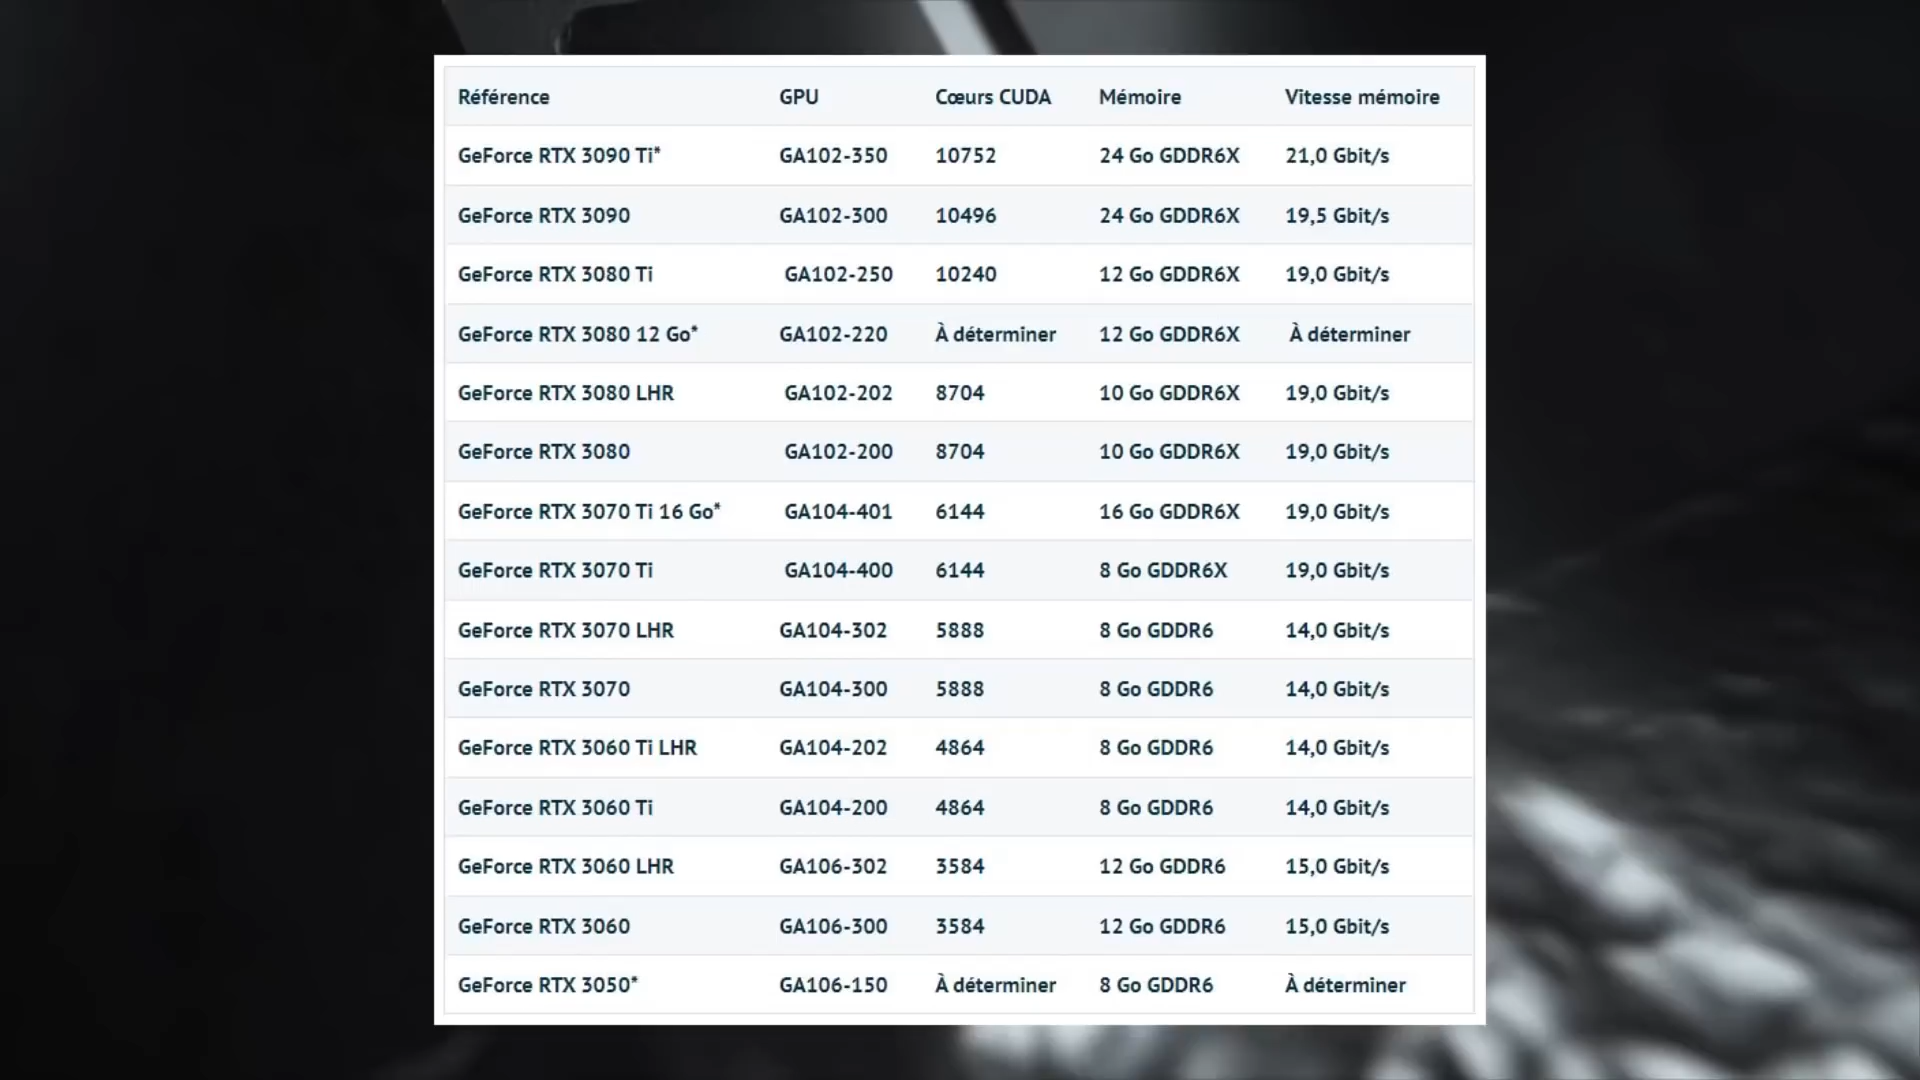 Référence GPU Cœurs CUDA Mémoire Vitesse mémoire
GeForce RTX 3090 Ti* GA102-350 10752 24 Go GDDR6X 21,0 Gbit/s
GeForce RTX 3090 GA102-300 10496 24 Go GDDR6X 19,5 Gbit/s
GeForce RTX 3080 Ti GA102-250 10240 12 Go GDDR6X 19,0 Gbit/s
GeForce RTX 3080 12 Go* GA102-220 À déterminer 12 Go GDDR6X À déterminer
GeForce RTX 3080 LHR GA102-202 8704 10 Go GDDR6X 19,0 Gbit/s
GeForce RTX 3080 GA102-200 8704 10 Go GDDR6X 19,0 Gbit/s
GeForce RTX 3070 Ti 16 Go* GA104-401 6144 16 Go GDDR6X 19,0 Gbit/s
GeForce RTX 3070 Ti GA104-400 6144 8 Go GDDR6X 19,0 Gbit/s
GeForce RTX 3070 LHR GA104-302 5888 8 Go GDDR6 14,0 Gbit/s
GeForce RTX 3070 GA104-300 5888 8 Go GDDR6 14,0 Gbit/s
GeForce RTX 3060 Ti LHR GA104-202 4864 8 Go GDDR6 14,0 Gbit/s
GeForce RTX 3060 Ti GA104-200 4864 8 Go GDDR6 14,0 Gbit/s
GeForce RTX 3060 LHR GA106-302 3584 12 Go GDDR6 15,0 Gbit/s
GeForce RTX 3060 GA106-300 3584 12 Go GDDR6 15,0 Gbit/s
GeForce RTX 3050* GA106-150 À déterminer 8 Go GDDR6 À déterminer